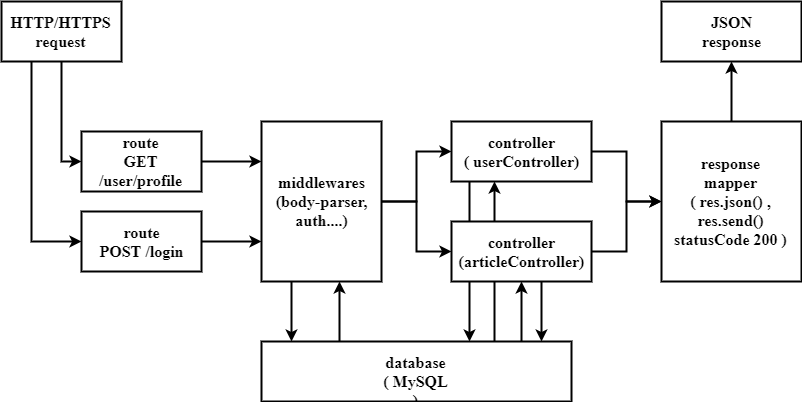 HTTP/HTTPS
request
JSON
response
route
GET
/user/profile
route
POST /login
middlewares
(body-parser,
auth....)
controller
( userController)
controller
(articleController)
response
mapper
( res.json() ,
res.send()
statusCode 200 )
database
( MySQL
)